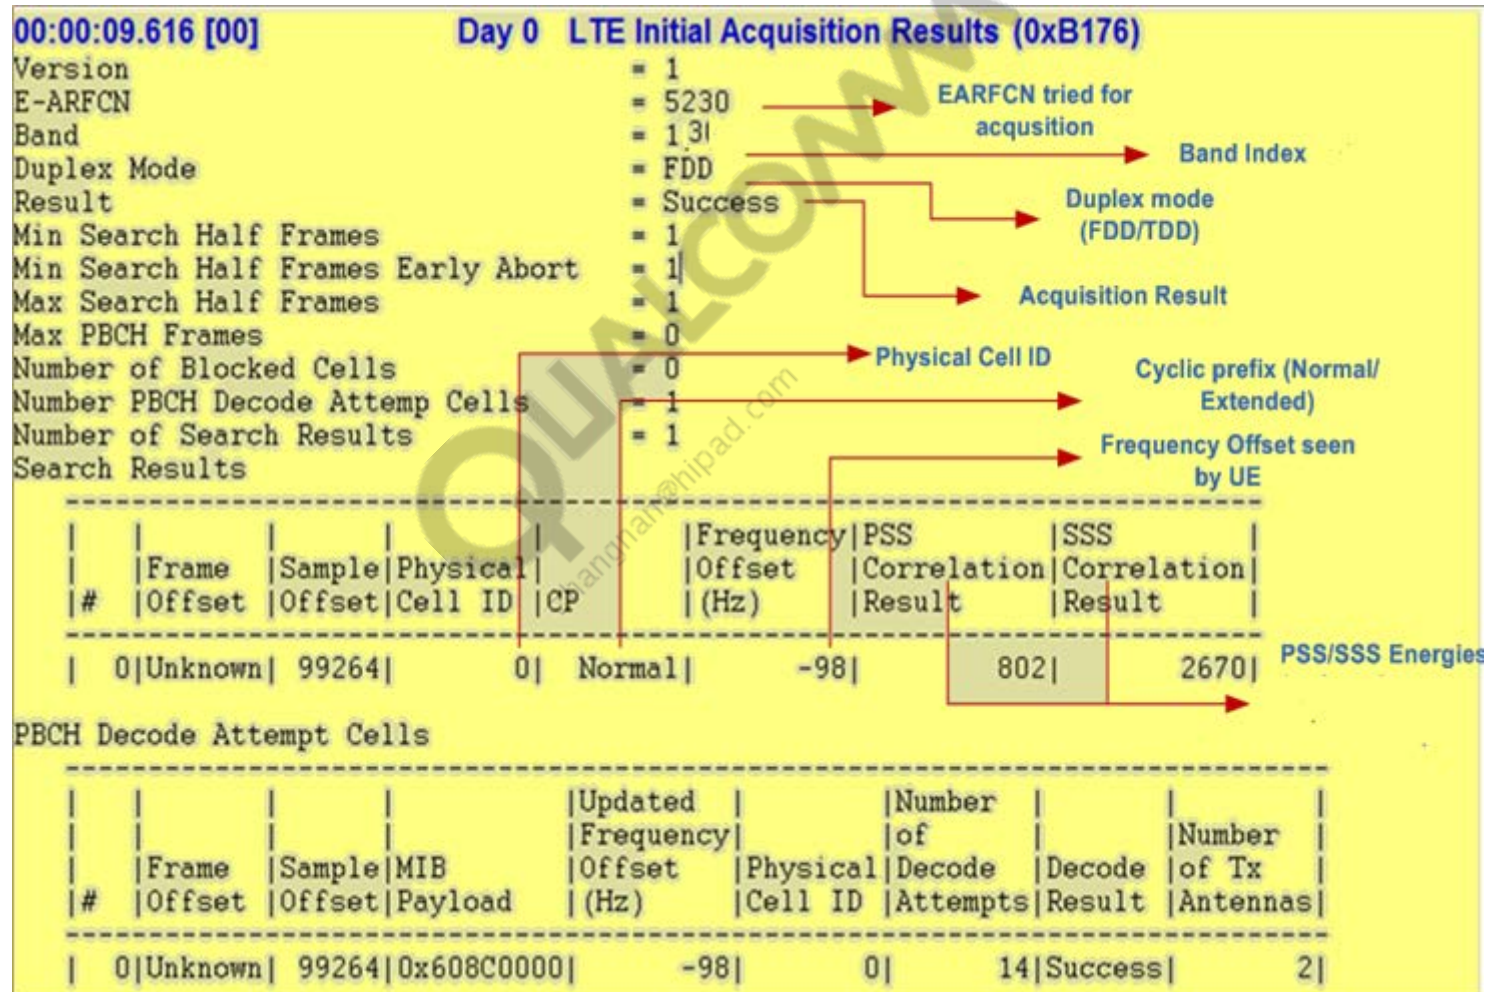 00:00:09.616 [00] Day 0 LTE Initial Acquisition Results (0xB176)
Version = 1
E-ARFCN = 5230 EARFCN tried for acqusition
Band = 13 Band Index
Duplex Mode = FDD Duplex mode (FDD/TDD)
Result = Success Acquisition Result
Min Search Half Frames = 1
Min Search Half Frames Early Abort = 1
Max Search Half Frames = 1
Max PBCH Frames = 0
Number of Blocked Cells = 0 Physical Cell ID
Number PBCH Decode Attemp Cells = 1 Cyclic prefix (Normal/ Extended)
Number of Search Results = 1 Frequency Offset seen by UE
Search Results
| | | | | |Frequency|PSS |SSS |
| |Frame |Sample|Physical| |Offset |Correlation|Correlation|
|# |Offset |Offset|Cell ID |CP |(Hz) |Result |Result |
| 0|Unknown| 99264| 0| Normal| -98| 802| 2670| PSS/SSS Energies
PBCH Decode Attempt Cells
| | | | |Updated | |Number | | |
| | | | |Frequency| |of | |Number |
| |Frame |Sample|MIB |Offset |Physical|Decode |Decode |of Tx |
|# |Offset |Offset|Payload |(Hz) |Cell ID |Attempts|Result |Antennas|
| 0|Unknown| 99264|0x608C0000| -98| 0| 14|Success| 2|
QUALCOMM